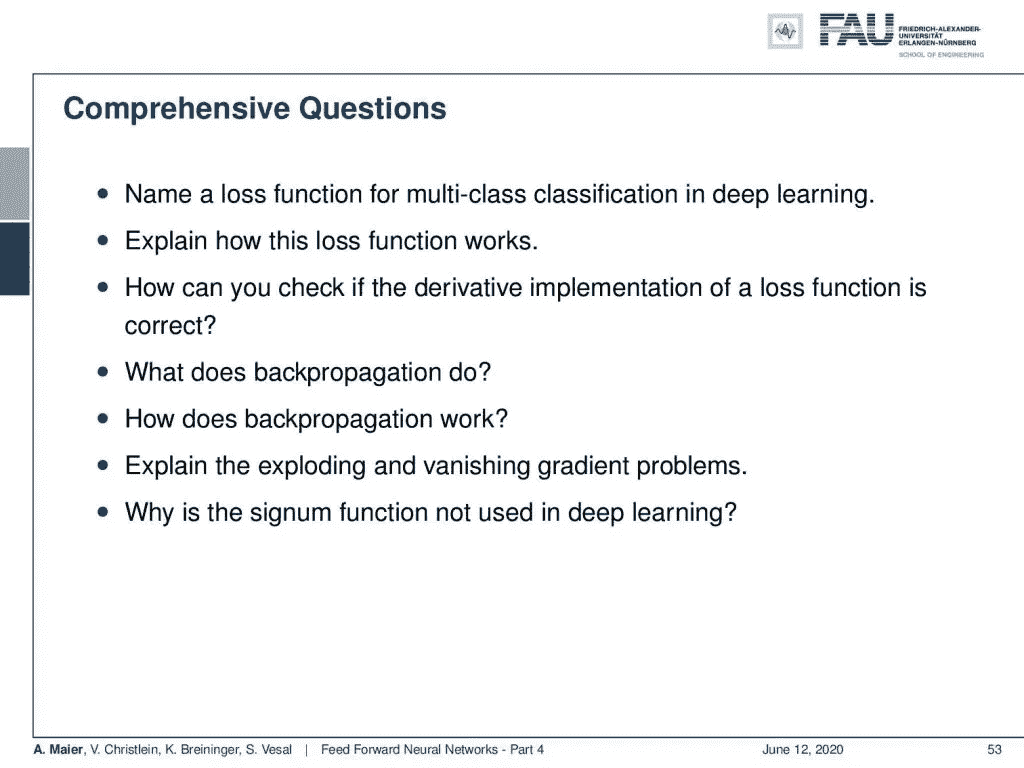 FAU
FRIEDRICH-ALEXANDER-
UNIVERSITÄT
ERLANGEN-NÜRNBERG
SCHOOL OF ENGINEERING
Comprehensive Questions
• Name a loss function for multi-class classification in deep learning.
• Explain how this loss function works.
• How can you check if the derivative implementation of a loss function is
correct?
• What does backpropagation do?
• How does backpropagation work?
• Explain the exploding and vanishing gradient problems.
• Why is the signum function not used in deep learning?
A. Maier, V. Christlein, K. Breininger, S. Vesal | Feed Forward Neural Networks - Part 4 June 12, 2020 53